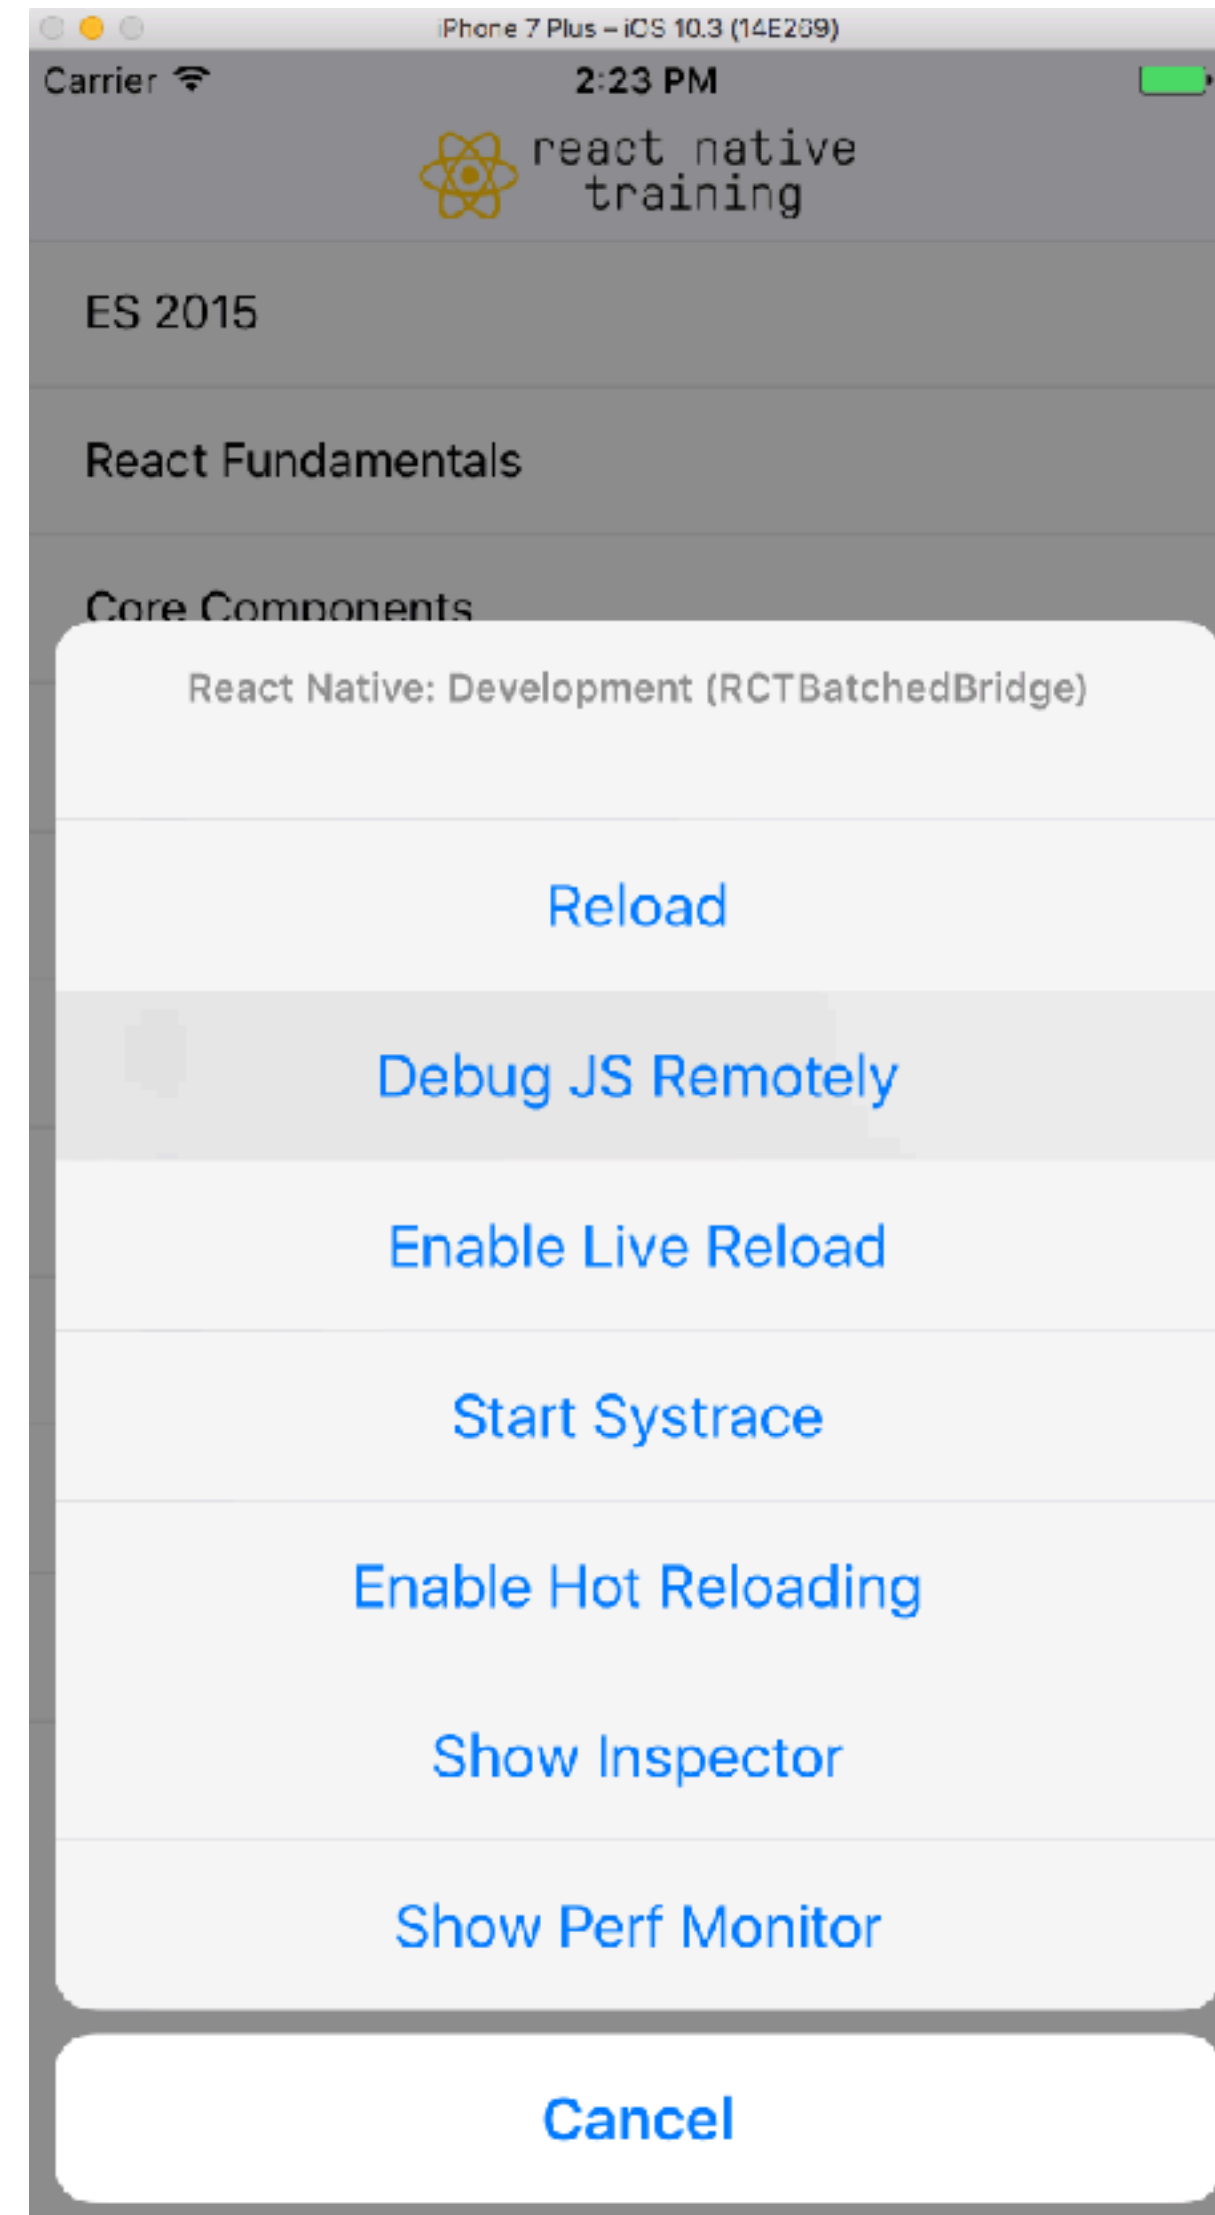 iPhone 7 Plus – iOS 10.3 (14E269)
Carrier
2:23 PM
react native
training
ES 2015
React Fundamentals
Core Components
React Native: Development (RCTBatchedBridge)
Reload
Debug JS Remotely
Enable Live Reload
Start Systrace
Enable Hot Reloading
Show Inspector
Show Perf Monitor
Cancel